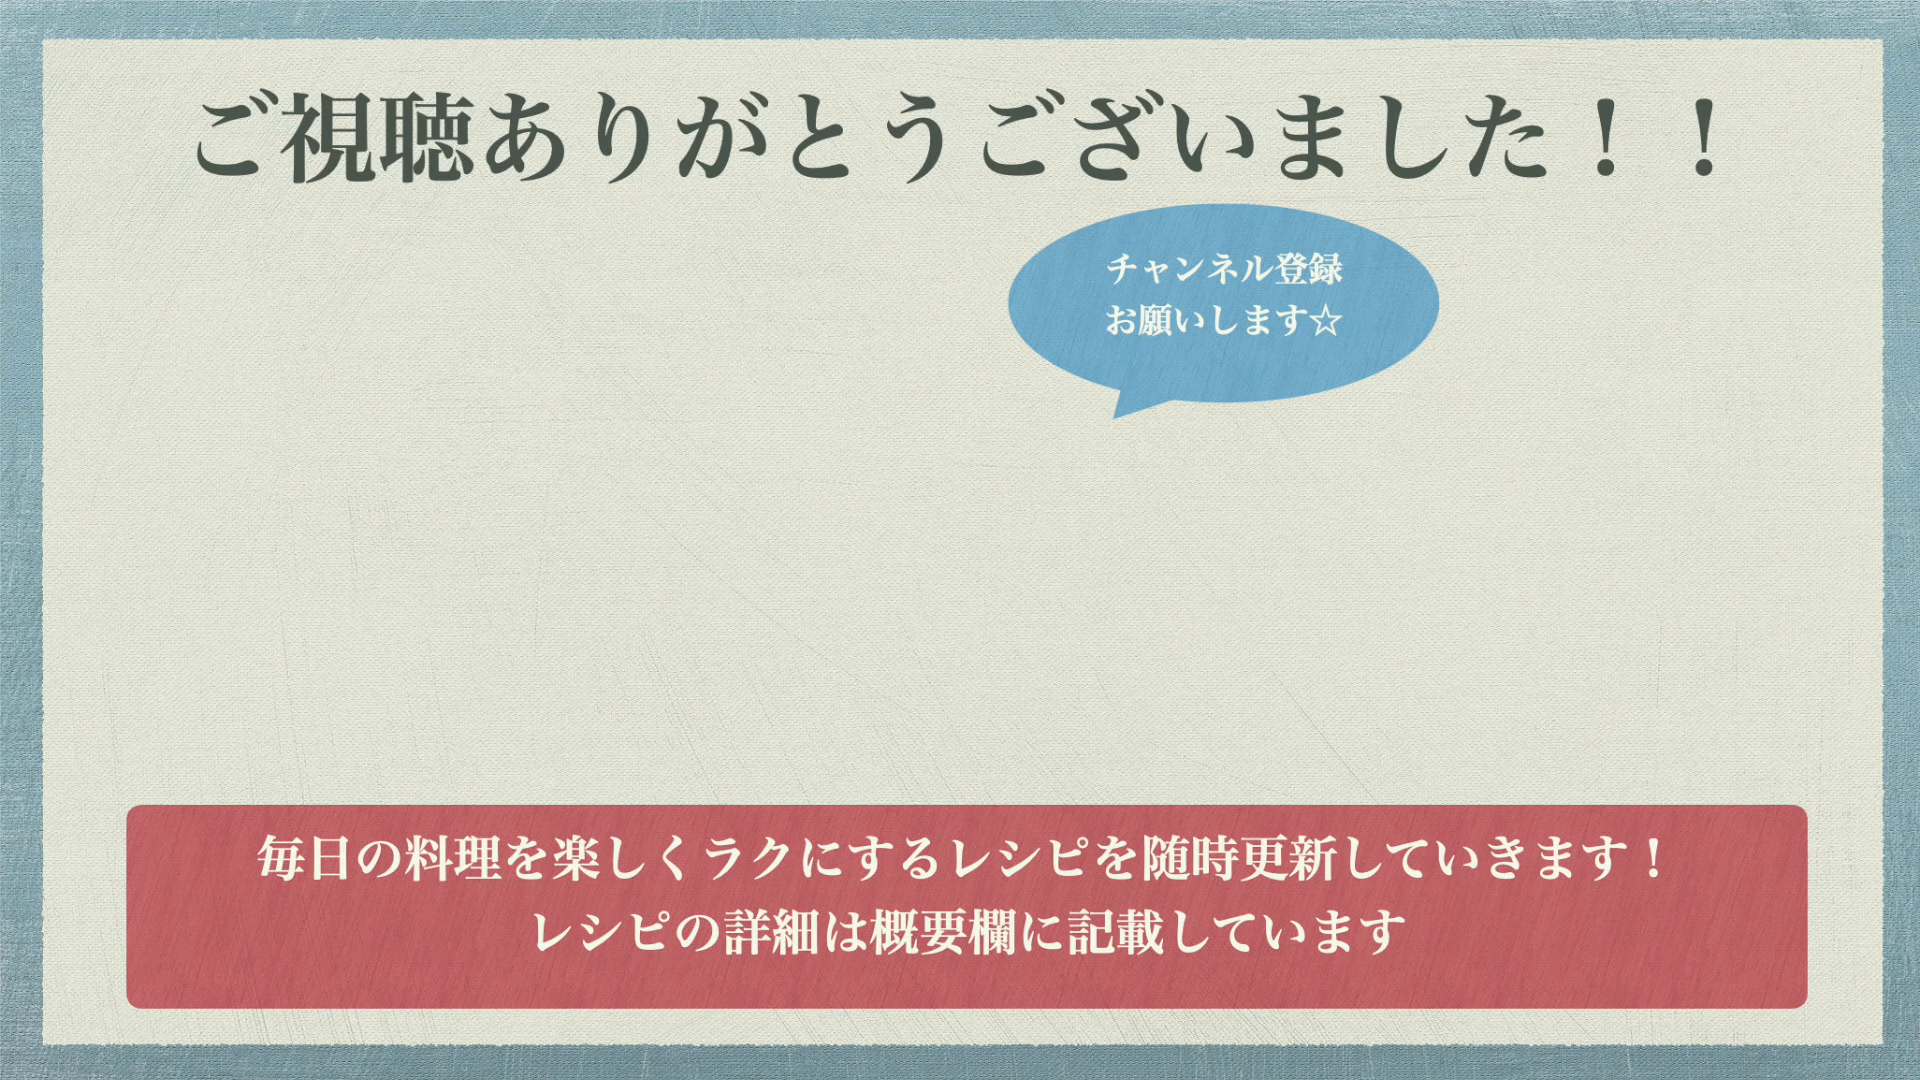 ご視聴ありがとうございました！！
チャンネル登録
お願いします☆
毎日の料理を楽しくラクにするレシピを随時更新していきます！
レシピの詳細は概要欄に記載しています